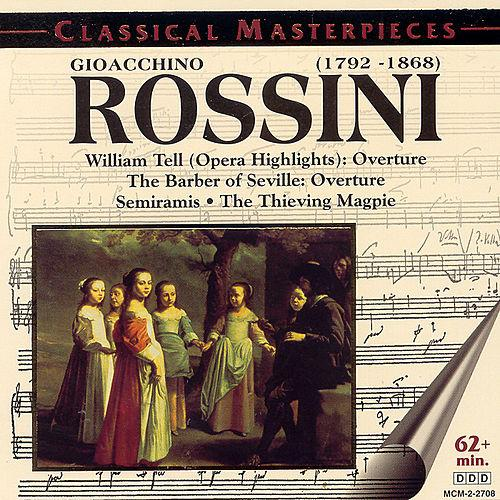 CLASSICAL MASTERPIECES
GIOACCHINO (1792 -1868)
ROSSINI
William Tell (Opera Highlights): Overture
The Barber of Seville: Overture
Semiramis • The Thieving Magpie
62+
min.
DDD
MCM-2-2708